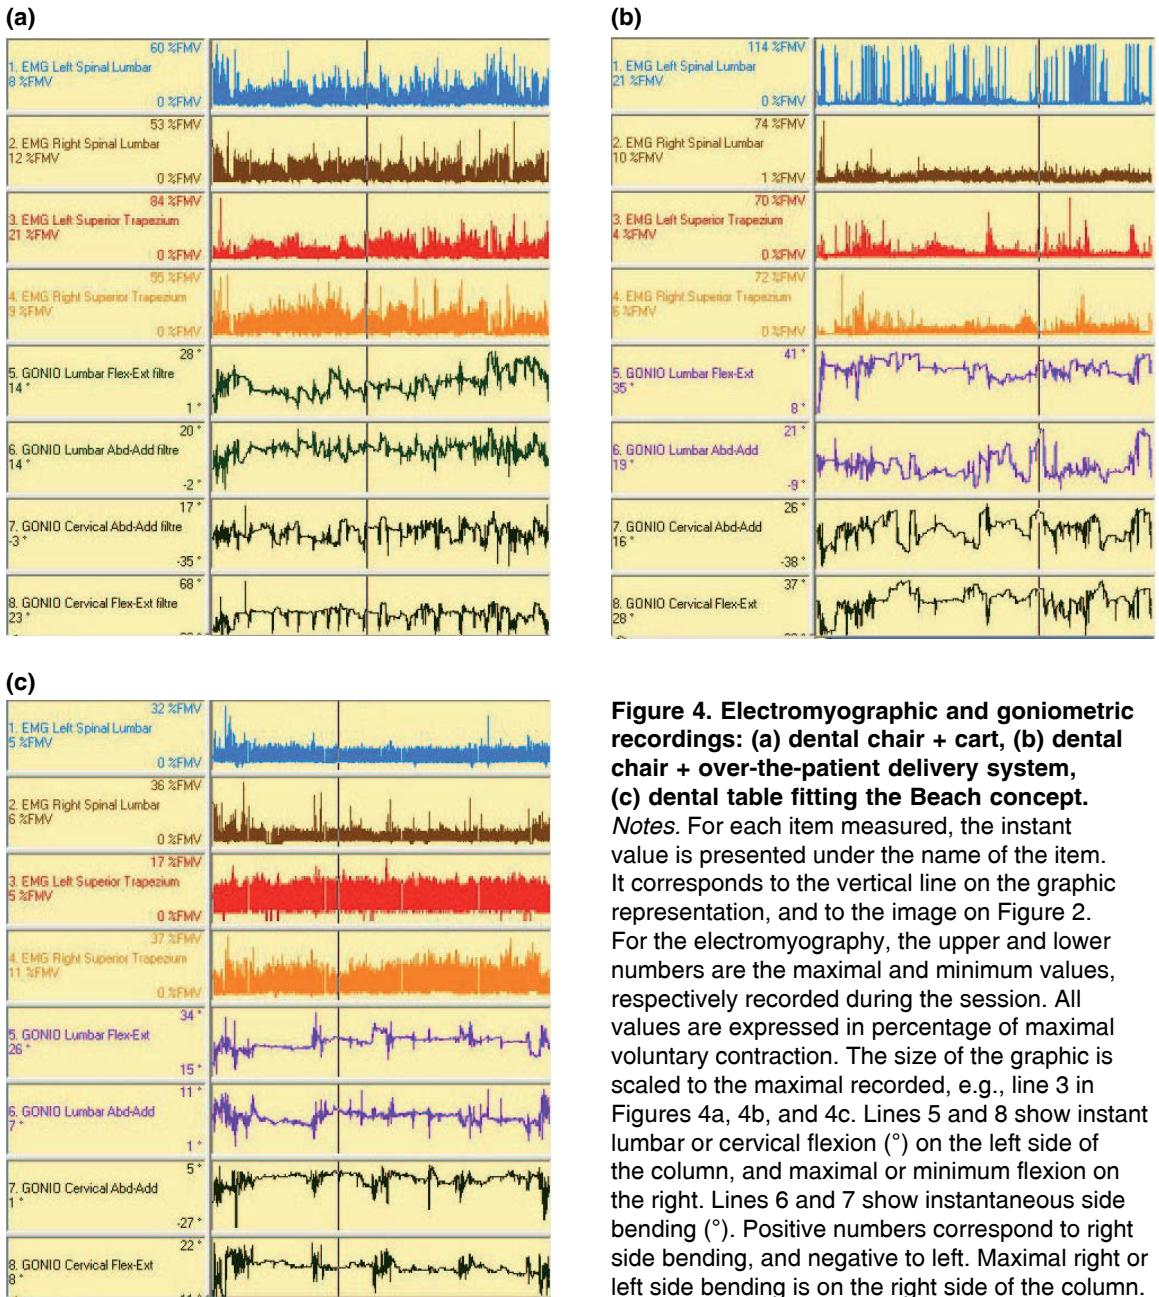 (a)
60 %FMV
1. EMG Left Spinal Lumbar
8 %FMV
0 %FMV
53 %FMV
2. EMG Right Spinal Lumbar
12 %FMV
0 %FMV
84 %FMV
3. EMG Left Superior Trapezium
21 %FMV
0 %FMV
55 %FMV
4. EMG Right Superior Trapezium
9 %FMV
0 %FMV
28 °
5. GONIO Lumbar Flex-Ext filtre
14 °
1 °
20 °
6. GONIO Lumbar Abd-Add filtre
14 °
-2 °
17 °
7. GONIO Cervical Abd-Add filtre
-3 °
-35 °
68 °
8. GONIO Cervical Flex-Ext filtre
23 °
(b)
114 %FMV
1. EMG Left Spinal Lumbar
21 %FMV
0 %FMV
74 %FMV
2. EMG Right Spinal Lumbar
10 %FMV
1 %FMV
70 %FMV
3. EMG Left Superior Trapezium
4 %FMV
0 %FMV
72 %FMV
4. EMG Right Superior Trapezium
6 %FMV
0 %FMV
41 °
5. GONIO Lumbar Flex-Ext
35 °
8 °
21 °
6. GONIO Lumbar Abd-Add
19 °
-9 °
26 °
7. GONIO Cervical Abd-Add
16 °
-38 °
37 °
8. GONIO Cervical Flex-Ext
28 °
(c)
32 %FMV
1. EMG Left Spinal Lumbar
5 %FMV
0 %FMV
36 %FMV
2. EMG Right Spinal Lumbar
6 %FMV
0 %FMV
17 %FMV
3. EMG Left Superior Trapezium
5 %FMV
0 %FMV
37 %FMV
4. EMG Right Superior Trapezium
11 %FMV
0 %FMV
34 °
5. GONIO Lumbar Flex-Ext
26 °
15 °
11 °
6. GONIO Lumbar Abd-Add
7 °
1 °
5 °
7. GONIO Cervical Abd-Add
1 °
-27 °
22 °
8. GONIO Cervical Flex-Ext
8 °
Figure 4. Electromyographic and goniometric
recordings: (a) dental chair + cart, (b) dental
chair + over-the-patient delivery system,
(c) dental table fitting the Beach concept.
Notes. For each item measured, the instant
value is presented under the name of the item.
It corresponds to the vertical line on the graphic
representation, and to the image on Figure 2.
For the electromyography, the upper and lower
numbers are the maximal and minimum values,
respectively recorded during the session. All
values are expressed in percentage of maximal
voluntary contraction. The size of the graphic is
scaled to the maximal recorded, e.g., line 3 in
Figures 4a, 4b, and 4c. Lines 5 and 8 show instant
lumbar or cervical flexion (°) on the left side of
the column, and maximal or minimum flexion on
the right. Lines 6 and 7 show instantaneous side
bending (°). Positive numbers correspond to right
side bending, and negative to left. Maximal right or
left side bending is on the right side of the column.